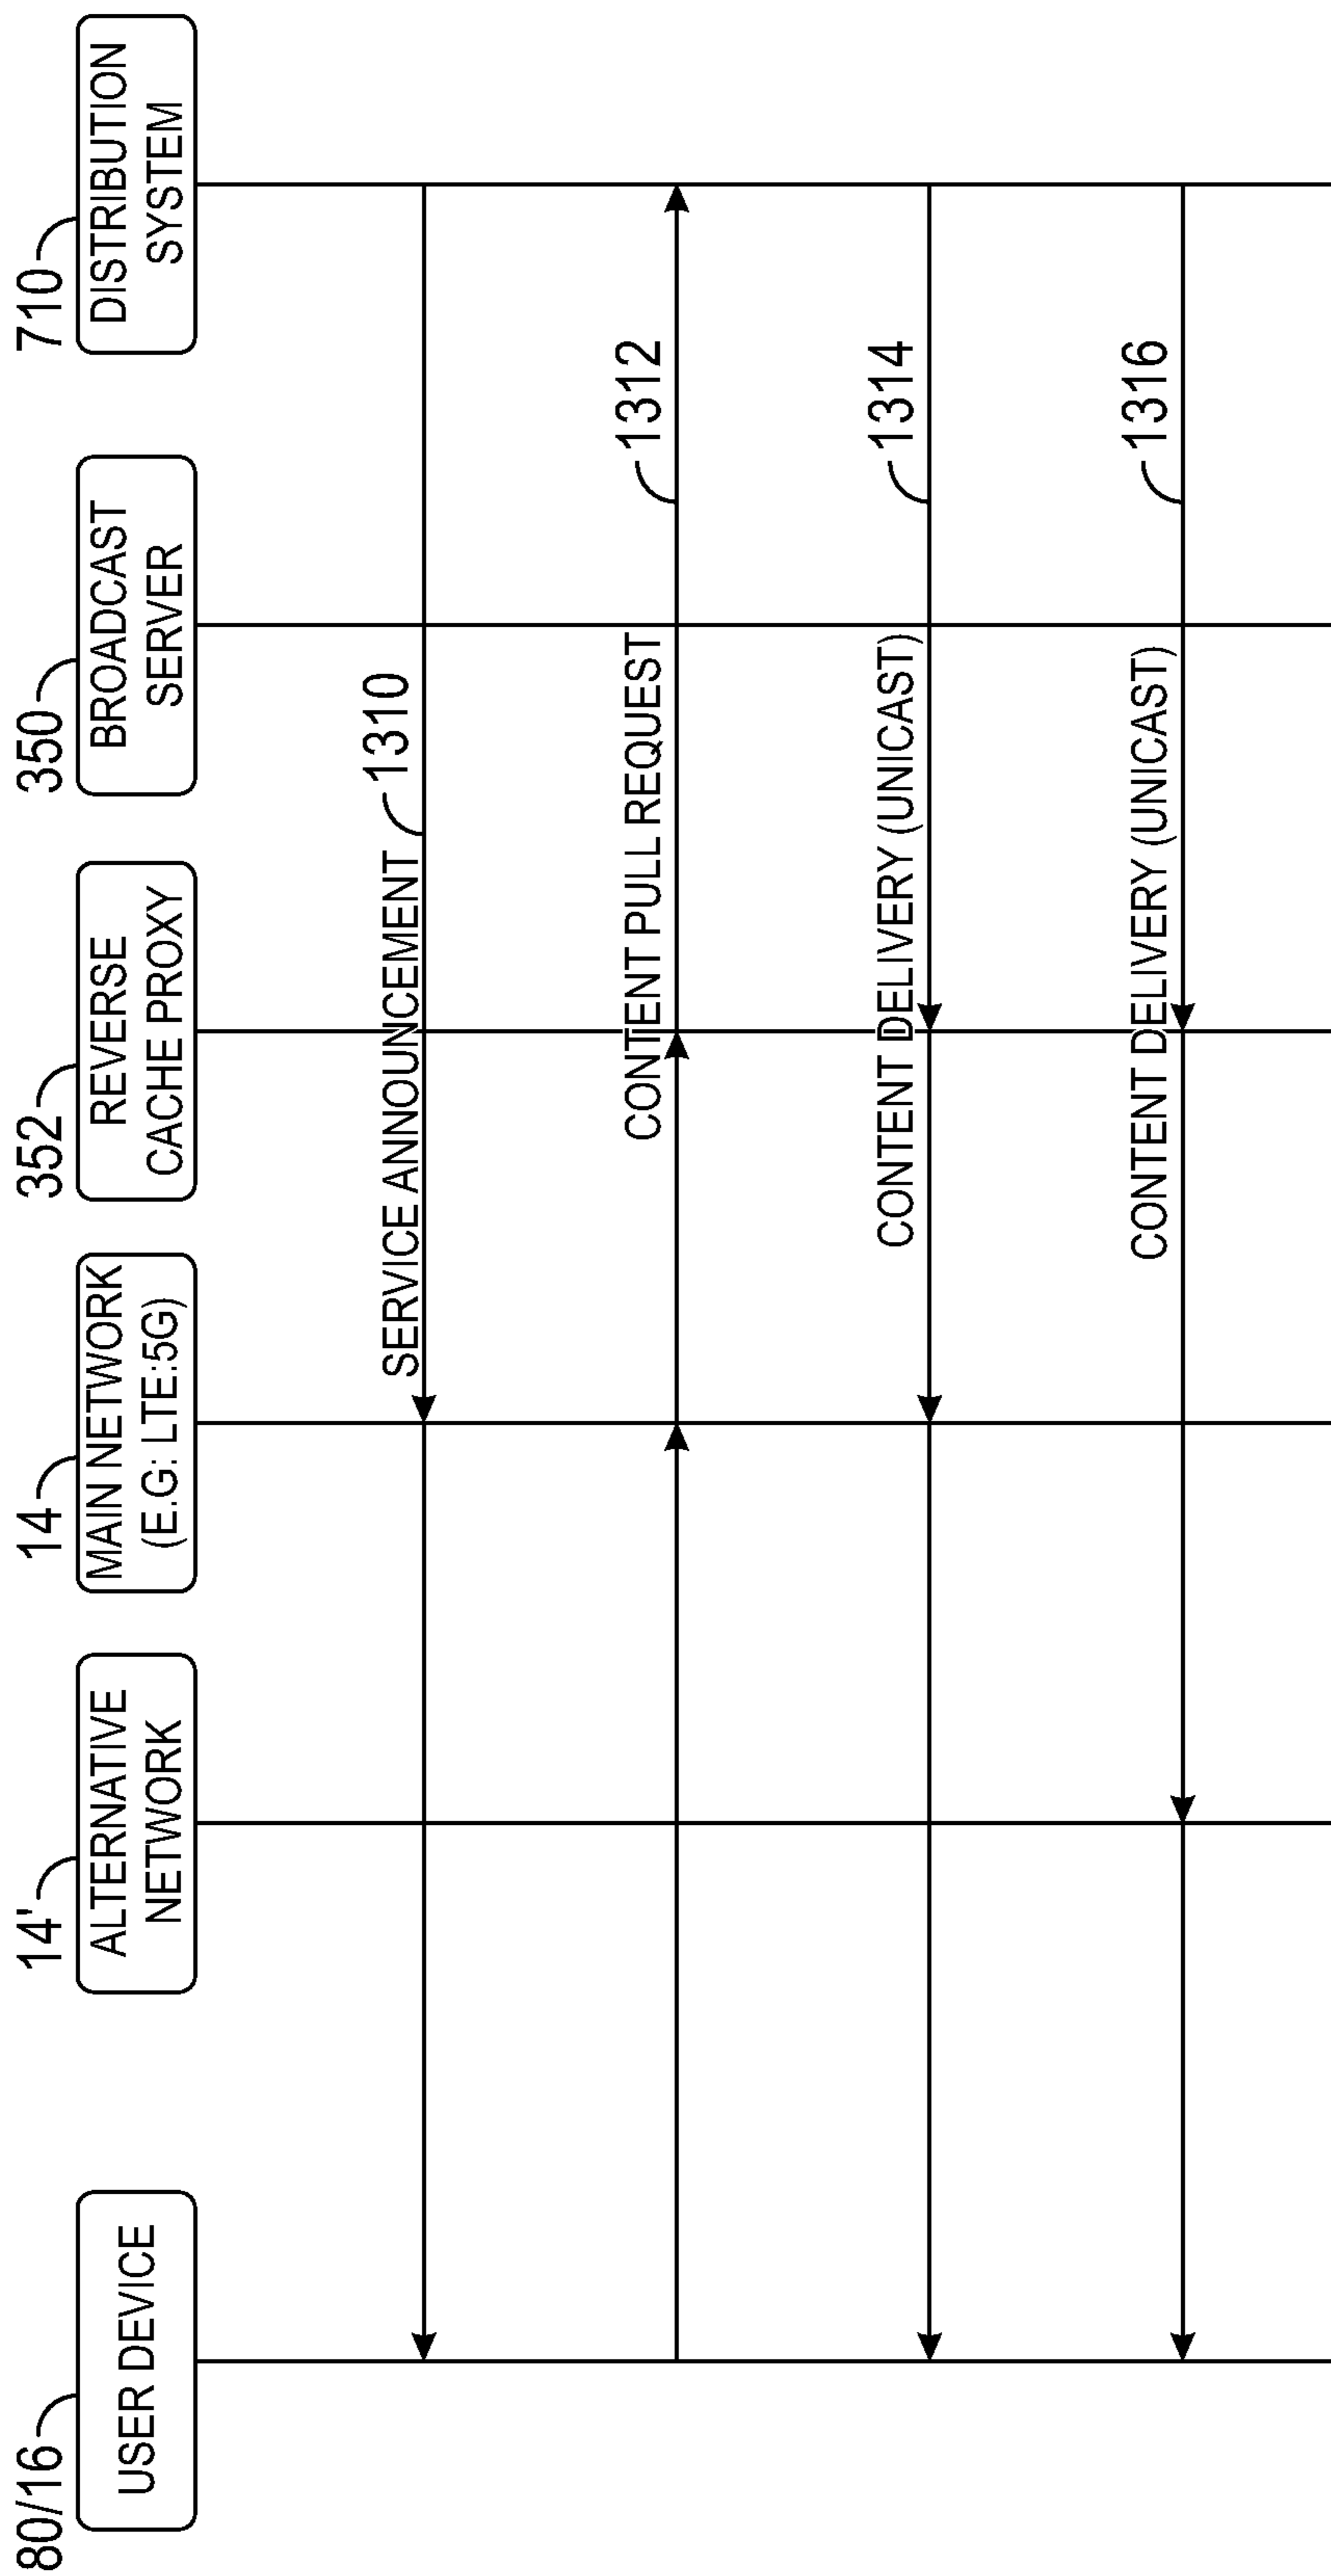 80/16
USER DEVICE
14'
ALTERNATIVE
NETWORK
14
MAIN NETWORK
(E.G: LTE:5G)
352
REVERSE
CACHE PROXY
350
BROADCAST
SERVER
710
DISTRIBUTION
SYSTEM
SERVICE ANNOUNCEMENT
1310
CONTENT PULL REQUEST
1312
CONTENT DELIVERY (UNICAST)
1314
CONTENT DELIVERY (UNICAST)
1316